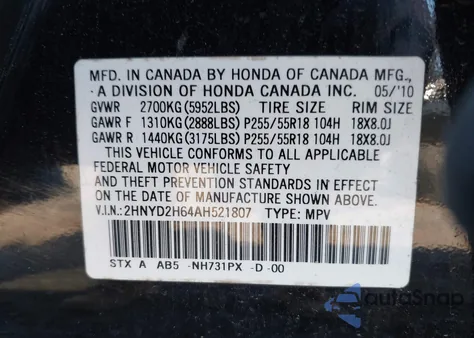 MFD. IN CANADA BY HONDA OF CANADA MFG.,
A DIVISION OF HONDA CANADA INC. 05/'10
GVWR 2700KG(5952LBS) TIRE SIZE RIM SIZE
GAWR F 1310KG(2888LBS) P255/55R18 104H 18X8.0J
GAWR R 1440KG(3175LBS) P255/55R18 104H 18X8.0J
THIS VEHICLE CONFORMS TO ALL APPLICABLE
FEDERAL MOTOR VEHICLE SAFETY
AND THEFT PREVENTION STANDARDS IN EFFECT
ON THE DATE OF MANUFACTURE SHOWN ABOVE.
V.I.N.:2HNYD2H64AH521807 TYPE: MPV
STX A AB5 -NH731PX -D -00
AutoSnap